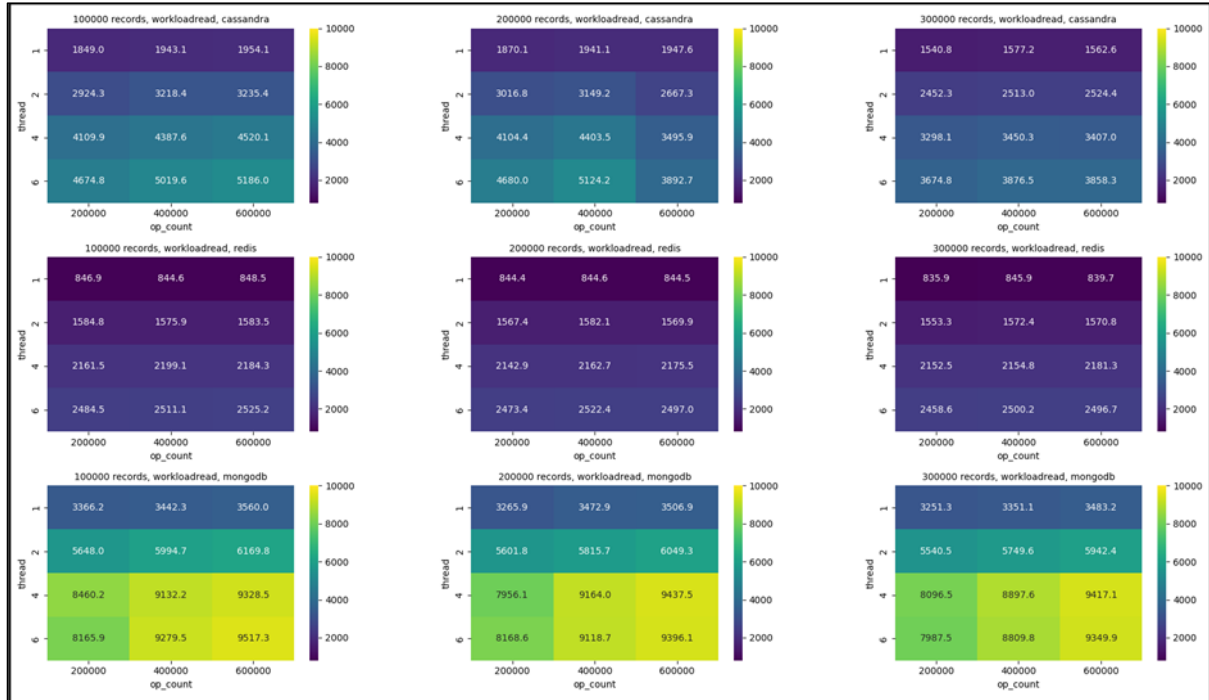 100000 records, workloadread, cassandra
thread
1 1849.0 1943.1 1954.1
2 2924.3 3218.4 3235.4
4 4109.9 4387.6 4520.1
6 4674.8 5019.6 5186.0
200000 400000 600000
op_count
10000
8000
6000
4000
2000
200000 records, workloadread, cassandra
thread
1 1870.1 1941.1 1947.6
2 3016.8 3149.2 2667.3
4 4104.4 4403.5 3495.9
6 4680.0 5124.2 3892.7
200000 400000 600000
op_count
10000
8000
6000
4000
2000
300000 records, workloadread, cassandra
thread
1 1540.8 1577.2 1562.6
2 2452.3 2513.0 2524.4
4 3298.1 3450.3 3407.0
6 3674.8 3876.5 3858.3
200000 400000 600000
op_count
10000
8000
6000
4000
2000
100000 records, workloadread, redis
thread
1 846.9 844.6 848.5
2 1584.8 1575.9 1583.5
4 2161.5 2199.1 2184.3
6 2484.5 2511.1 2525.2
200000 400000 600000
op_count
10000
8000
6000
4000
2000
200000 records, workloadread, redis
thread
1 844.4 844.6 844.5
2 1567.4 1582.1 1569.9
4 2142.9 2162.7 2175.5
6 2473.4 2522.4 2497.0
200000 400000 600000
op_count
10000
8000
6000
4000
2000
300000 records, workloadread, redis
thread
1 835.9 845.9 839.7
2 1553.3 1572.4 1570.8
4 2152.5 2154.8 2181.3
6 2458.6 2500.2 2496.7
200000 400000 600000
op_count
10000
8000
6000
4000
2000
100000 records, workloadread, mongodb
thread
1 3366.2 3442.3 3560.0
2 5648.0 5994.7 6169.8
4 8460.2 9132.2 9328.5
6 8165.9 9279.5 9517.3
200000 400000 600000
op_count
10000
8000
6000
4000
2000
200000 records, workloadread, mongodb
thread
1 3265.9 3472.9 3506.9
2 5601.8 5815.7 6049.3
4 7956.1 9164.0 9437.5
6 8168.6 9118.7 9396.1
200000 400000 600000
op_count
10000
8000
6000
4000
2000
300000 records, workloadread, mongodb
thread
1 3251.3 3351.1 3483.2
2 5540.5 5749.6 5942.4
4 8096.5 8897.6 9417.1
6 7987.5 8809.8 9349.9
200000 400000 600000
op_count
10000
8000
6000
4000
2000